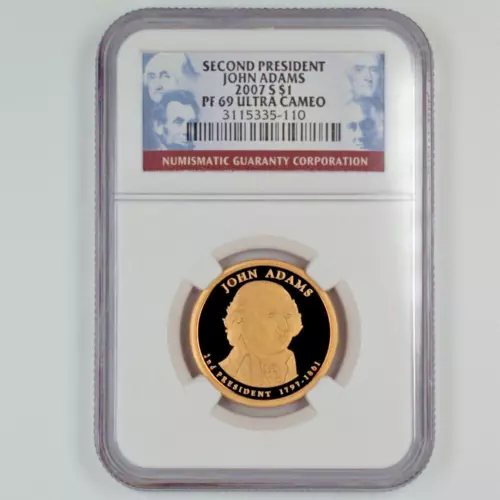 SECOND PRESIDENT
JOHN ADAMS
2007 S $1
PF 69 ULTRA CAMEO
3115335-110
NUMISMATIC GUARANTY CORPORATION
JOHN ADAMS
2nd PRESIDENT 1797-1801